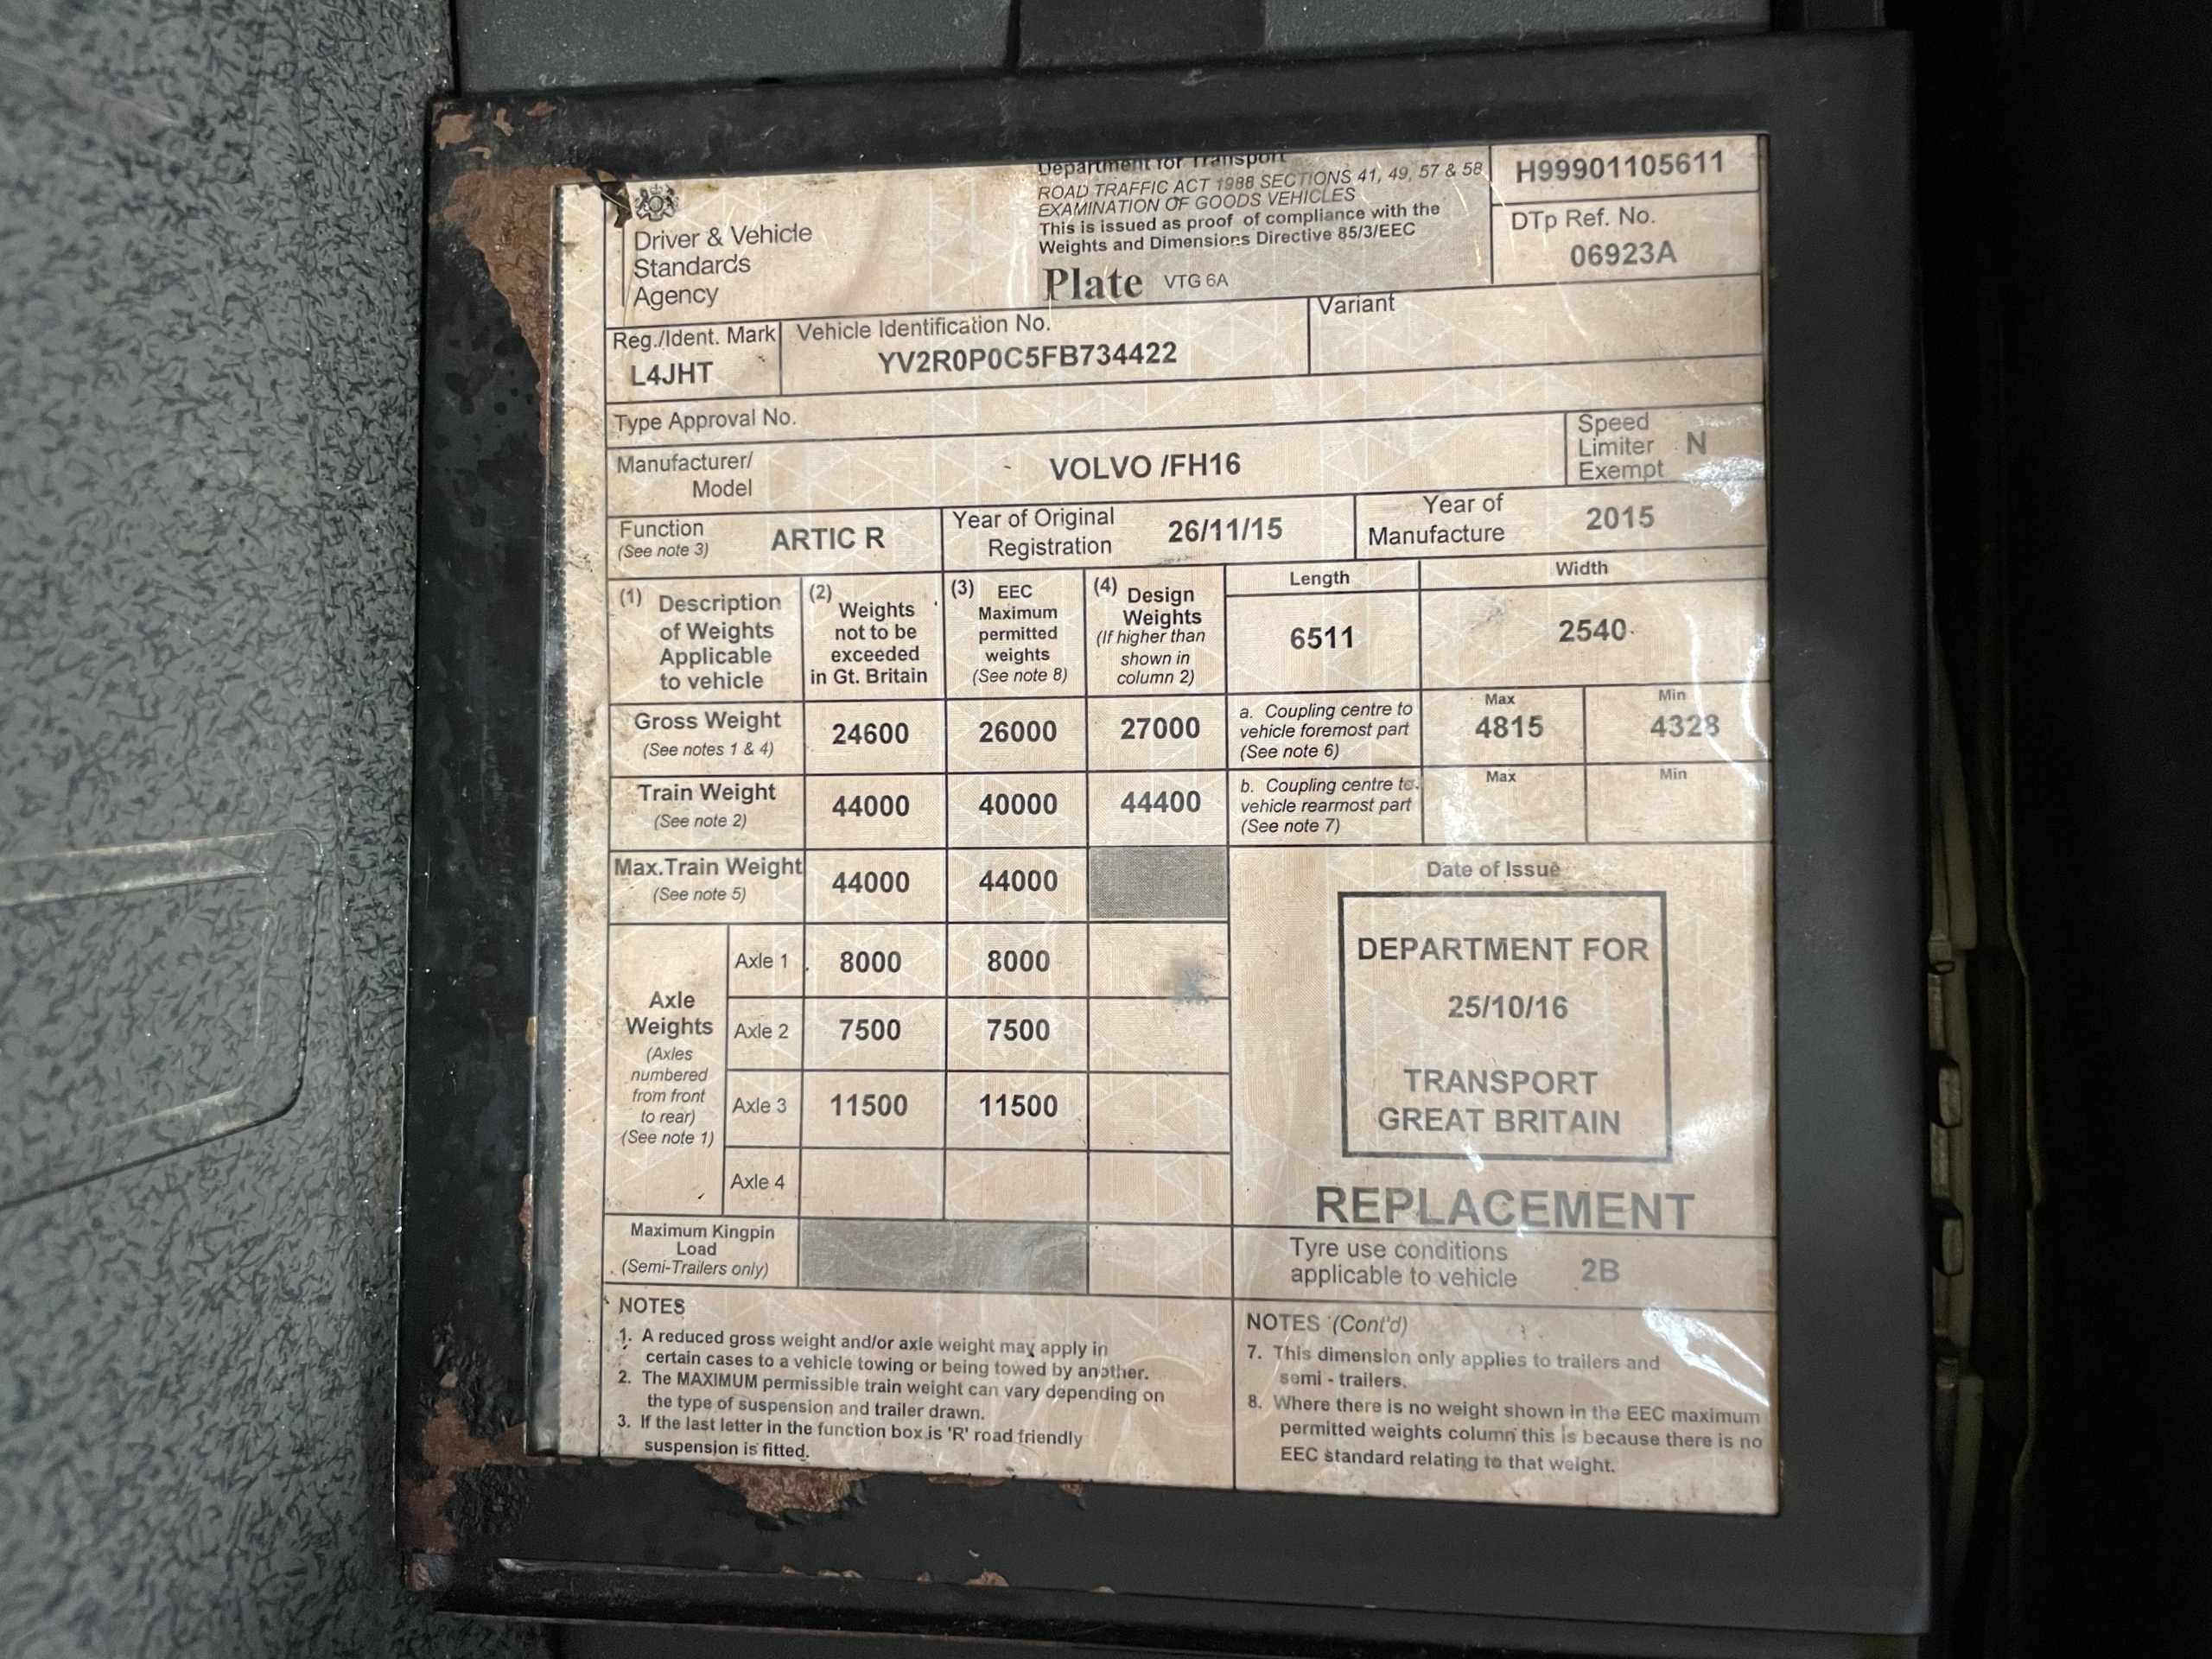 Department for Transport
ROAD TRAFFIC ACT 1988 SECTIONS 41, 49, 57 & 58
EXAMINATION OF GOODS VEHICLES
This is issued as proof of compliance with the
Weights and Dimensions Directive 85/3/EEC
Plate VTG 6A
H99901105611
DTp Ref. No.
06923A
Driver & Vehicle
Standards
Agency
Reg./Ident. Mark
L4JHT
Vehicle Identification No.
YV2R0P0C5FB734422
Variant
Type Approval No.
Manufacturer/
Model
VOLVO /FH16
Speed
Limiter
Exempt
N
Function
(See note 3)
ARTIC R
Year of Original
Registration
26/11/15
Year of
Manufacture
2015
(1) Description
of Weights
Applicable
to vehicle
(2) Weights
not to be
exceeded
in Gt. Britain
(3) EEC
Maximum
permitted
weights
(See note 8)
(4) Design
Weights
(If higher than
shown in
column 2)
Length
6511
Width
2540
Gross Weight
(See notes 1 & 4)
24600 26000 27000
a. Coupling centre to
vehicle foremost part
(See note 6)
Max
4815
Min
4328
Train Weight
(See note 2)
44000 40000 44400
b. Coupling centre to
vehicle rearmost part
(See note 7)
Max
Min
Max.Train Weight
(See note 5)
44000 44000
Axle
Weights
(Axles
numbered
from front
to rear)
(See note 1)
Axle 1 8000 8000
Axle 2 7500 7500
Axle 3 11500 11500
Axle 4
Date of Issue
DEPARTMENT FOR
25/10/16
TRANSPORT
GREAT BRITAIN
REPLACEMENT
Maximum Kingpin
Load
(Semi-Trailers only)
Tyre use conditions
applicable to vehicle
2B
NOTES
1. A reduced gross weight and/or axle weight may apply in
certain cases to a vehicle towing or being towed by another.
2. The MAXIMUM permissible train weight can vary depending on
the type of suspension and trailer drawn.
3. If the last letter in the function box is 'R' road friendly
suspension is fitted.
NOTES (Cont'd)
7. This dimension only applies to trailers and
semi - trailers.
8. Where there is no weight shown in the EEC maximum
permitted weights column this is because there is no
EEC standard relating to that weight.